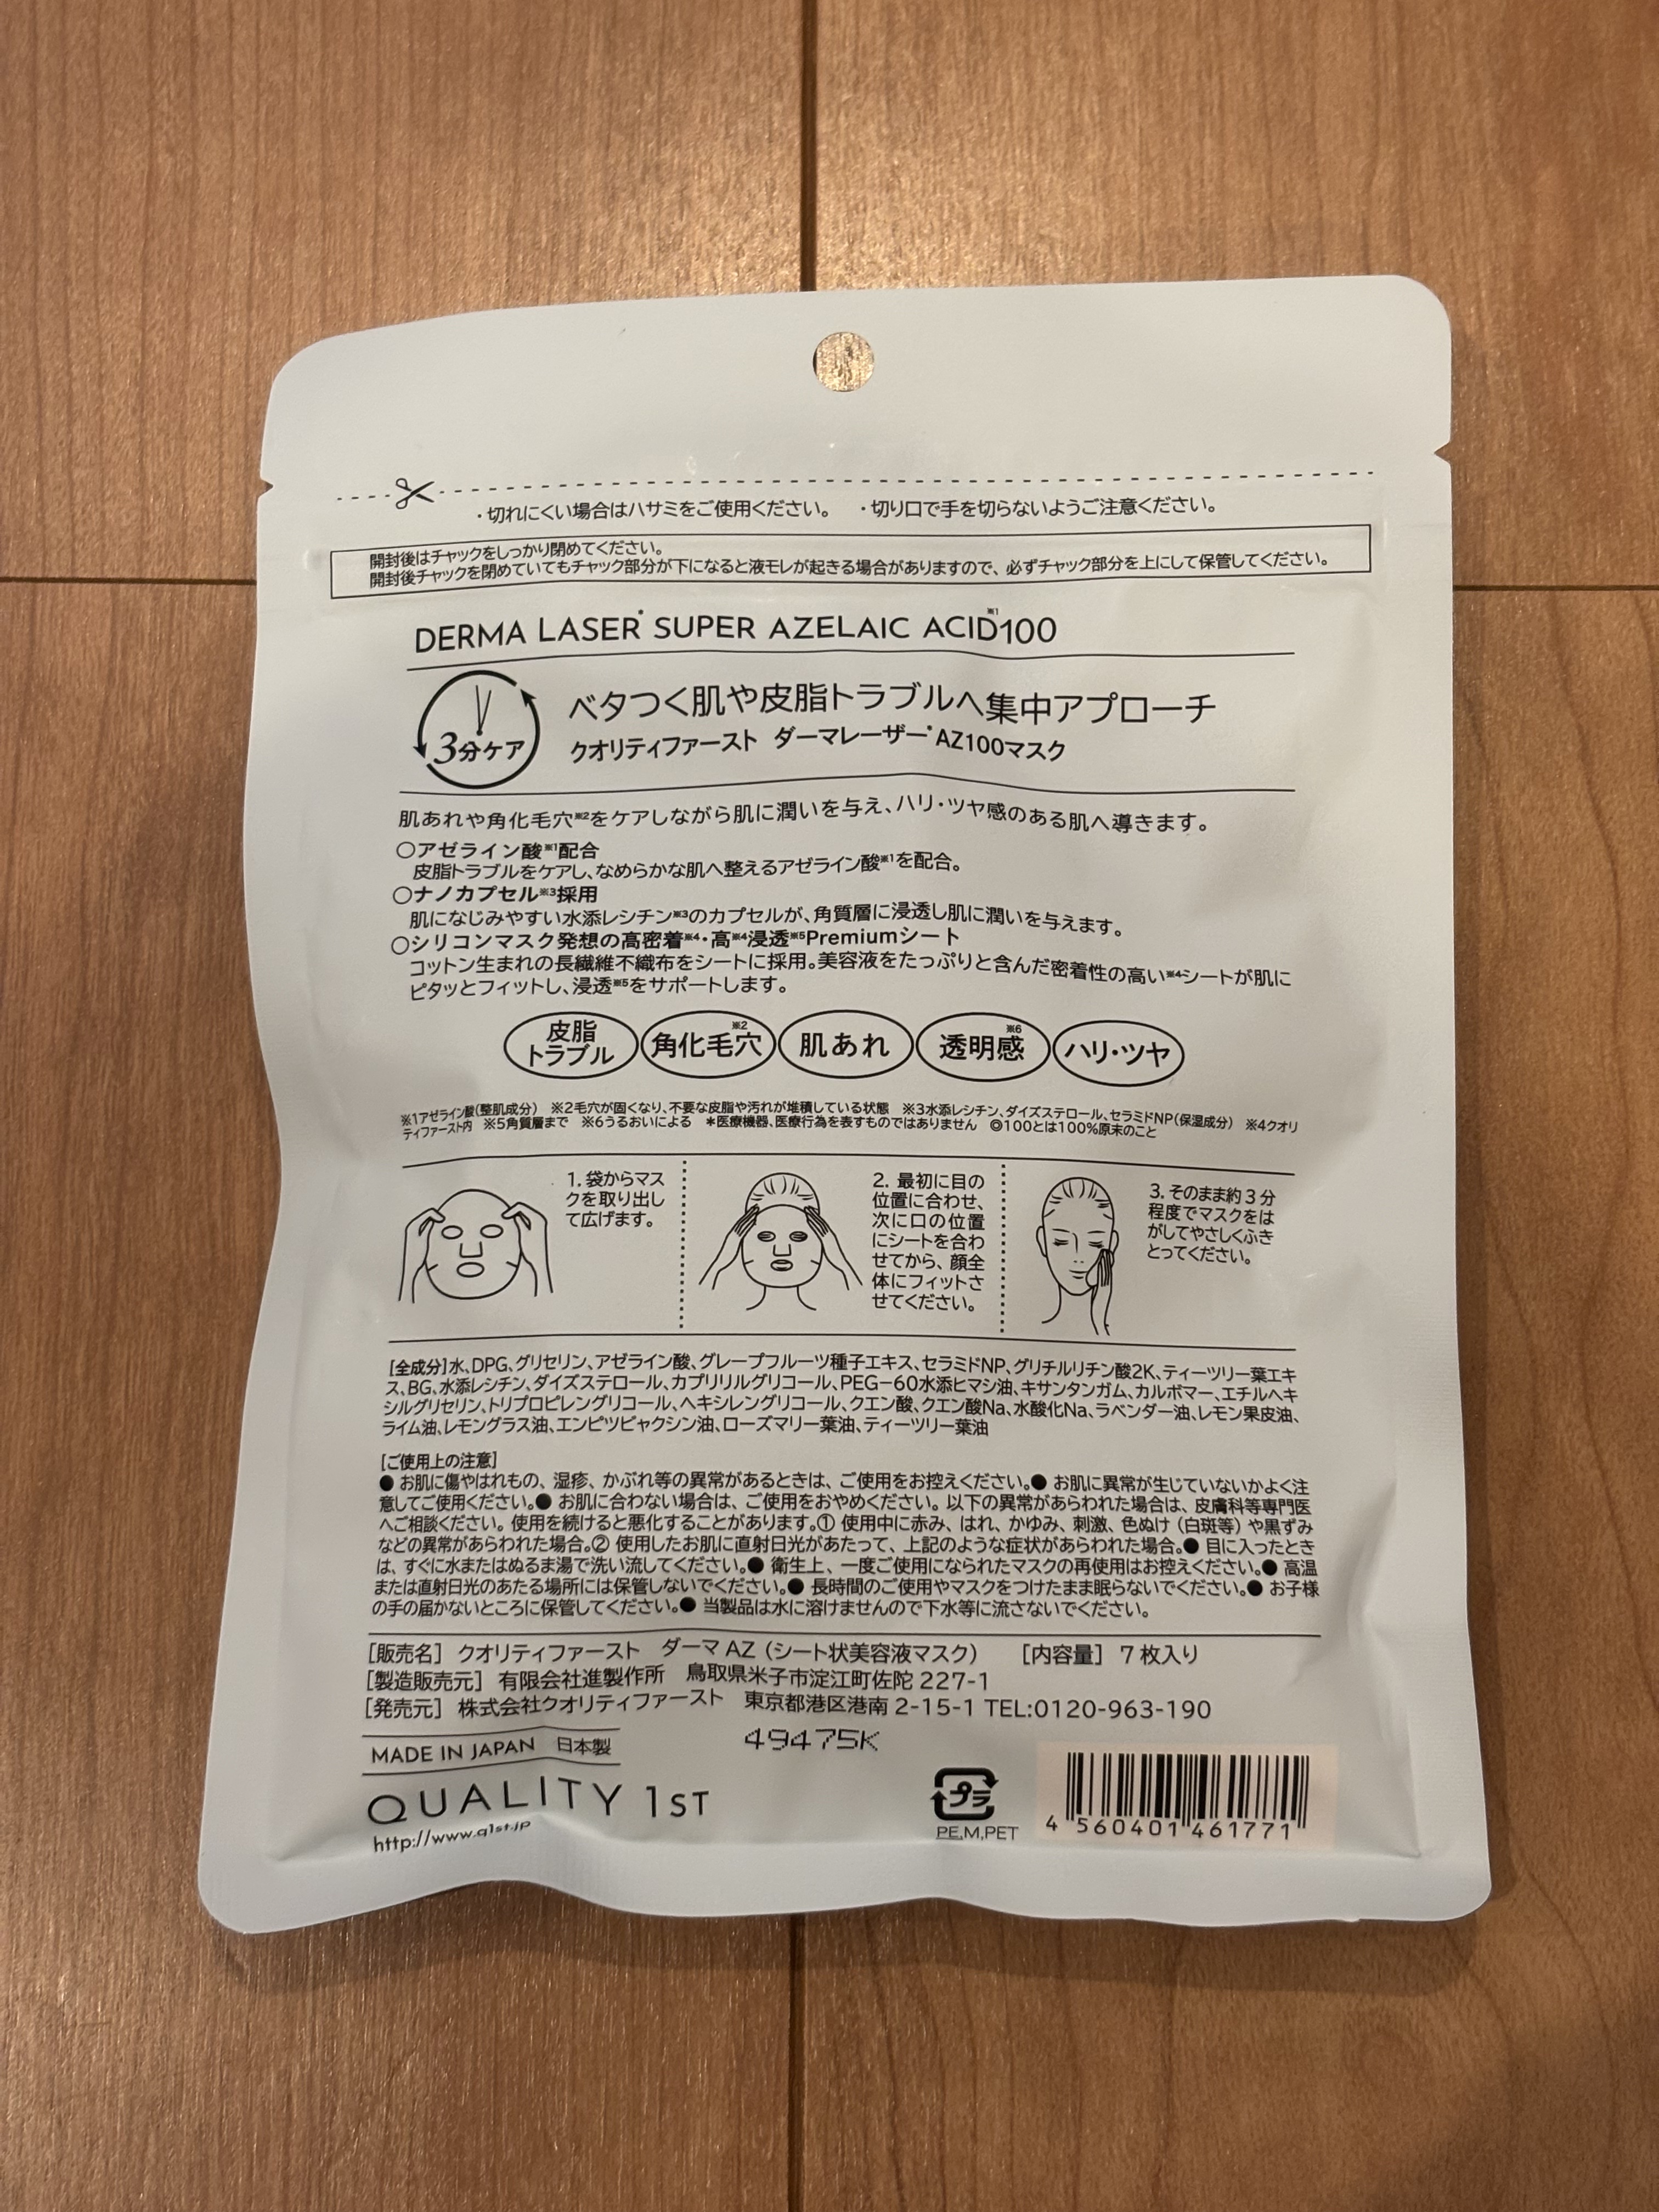 ・切れにくい場合はハサミをご使用ください。 ・切り口で手を切らないようご注意ください。
開封後はチャックをしっかり閉めてください。
開封後チャックを閉めていてもチャック部分が下になると液モレが起きる場合がありますので、必ずチャック部分を上にして保管してください。
DERMA LASER* SUPER AZELAIC ACID※1 100
3分ケア
ベタつく肌や皮脂トラブルへ集中アプローチ
クオリティファースト ダーマレーザー*AZ100マスク
肌あれや角化毛穴※2をケアしながら肌に潤いを与え、ハリ・ツヤ感のある肌へ導きます。
○アゼライン酸※1配合
皮脂トラブルをケアし、なめらかな肌へ整えるアゼライン酸※1を配合。
○ナノカプセル※3採用
肌になじみやすい水添レシチン※3のカプセルが、角質層に浸透し肌に潤いを与えます。
○シリコンマスク発想の高密着※4・高※4浸透※5Premiumシート
コットン生まれの長繊維不織布をシートに採用。美容液をたっぷりと含んだ密着性の高い※4シートが肌に
ピタッとフィットし、浸透※5をサポートします。
皮脂
トラブル
角化毛穴※2
肌あれ
透明感※6
ハリ・ツヤ
※1アゼライン酸(整肌成分) ※2毛穴が固くなり、不要な皮脂や汚れが堆積している状態 ※3水添レシチン、ダイズステロール、セラミドNP(保湿成分) ※4クオリ
ティファースト内 ※5角質層まで ※6うるおいによる *医療機器、医療行為を表すものではありません ◎100とは100%原末のこと
1. 袋からマス
クを取り出し
て広げます。
2. 最初に目の
位置に合わせ、
次に口の位置
にシートを合わ
せてから、顔全
体にフィットさ
せてください。
3. そのまま約3分
程度でマスクをは
がしてやさしくふき
とってください。
[全成分]水、DPG、グリセリン、アゼライン酸、グレープフルーツ種子エキス、セラミドNP、グリチルリチン酸2K、ティーツリー葉エキ
ス、BG、水添レシチン、ダイズステロール、カプリリルグリコール、PEG-60水添ヒマシ油、キサンタンガム、カルボマー、エチルヘキ
シルグリセリン、トリプロピレングリコール、ヘキシレングリコール、クエン酸、クエン酸Na、水酸化Na、ラベンダー油、レモン果皮油、
ライム油、レモングラス油、エンピツビャクシン油、ローズマリー葉油、ティーツリー葉油
[ご使用上の注意]
● お肌に傷やはれもの、湿疹、かぶれ等の異常があるときは、ご使用をお控えください。● お肌に異常が生じていないかよく注
意してご使用ください。● お肌に合わない場合は、ご使用をおやめください。以下の異常があらわれた場合は、皮膚科等専門医
へご相談ください。使用を続けると悪化することがあります。① 使用中に赤み、はれ、かゆみ、刺激、色ぬけ（白斑等）や黒ずみ
などの異常があらわれた場合。② 使用したお肌に直射日光があたって、上記のような症状があらわれた場合。● 目に入ったとき
は、すぐに水またはぬるま湯で洗い流してください。● 衛生上、一度ご使用になられたマスクの再使用はお控えください。● 高温
または直射日光のあたる場所には保管しないでください。● 長時間のご使用やマスクをつけたまま眠らないでください。● お子様
の手の届かないところに保管してください。● 当製品は水に溶けませんので下水等に流さないでください。
［販売名］クオリティファースト ダーマ AZ（シート状美容液マスク） ［内容量］7 枚入り
［製造販売元］有限会社進製作所 鳥取県米子市淀江町佐陀 227-1
［発売元］株式会社クオリティファースト 東京都港区港南 2-15-1 TEL:0120-963-190
MADE IN JAPAN 日本製
49475K
QUALITY 1ST
http://www.q1st.jp
プラ
PE,M,PET
4 560401 461771